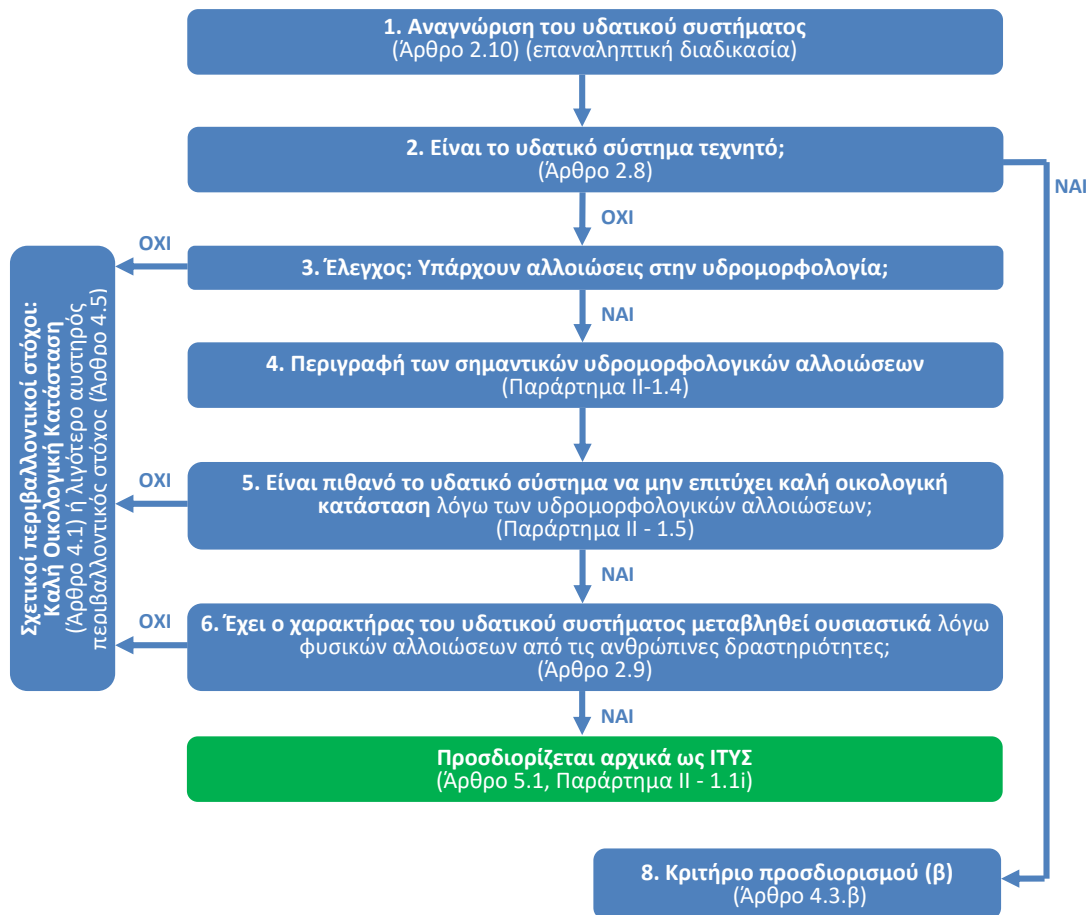 1. Αναγνώριση του υδατικού συστήματος
(Άρθρο 2.10) (επαναληπτική διαδικασία)
2. Είναι το υδατικό σύστημα τεχνητό;
(Άρθρο 2.8)
ΝΑΙ
ΟΧΙ
ΟΧΙ
3. Έλεγχος: Υπάρχουν αλλοιώσεις στην υδρομορφολογία;
ΝΑΙ
4. Περιγραφή των σημαντικών υδρομορφολογικών αλλοιώσεων
(Παράρτημα ΙΙ-1.4)
ΟΧΙ
5. Είναι πιθανό το υδατικό σύστημα να μην επιτύχει καλή οικολογική
κατάσταση λόγω των υδρομορφολογικών αλλοιώσεων;
(Παράρτημα ΙΙ - 1.5)
ΝΑΙ
ΟΧΙ
6. Έχει ο χαρακτήρας του υδατικού συστήματος μεταβληθεί ουσιαστικά λόγω
φυσικών αλλοιώσεων από τις ανθρώπινες δραστηριότητες;
(Άρθρο 2.9)
ΝΑΙ
Προσδιορίζεται αρχικά ως ΙΤΥΣ
(Άρθρο 5.1, Παράρτημα ΙΙ - 1.1i)
8. Κριτήριο προσδιορισμού (β)
(Άρθρο 4.3.β)
Σχετικοί περιβαλλοντικοί στόχοι:
Καλή Οικολογική Κατάσταση
(Άρθρο 4.1) ή λιγότερο αυστηρός
περιβαλλοντικός στόχος (Άρθρο 4.5)